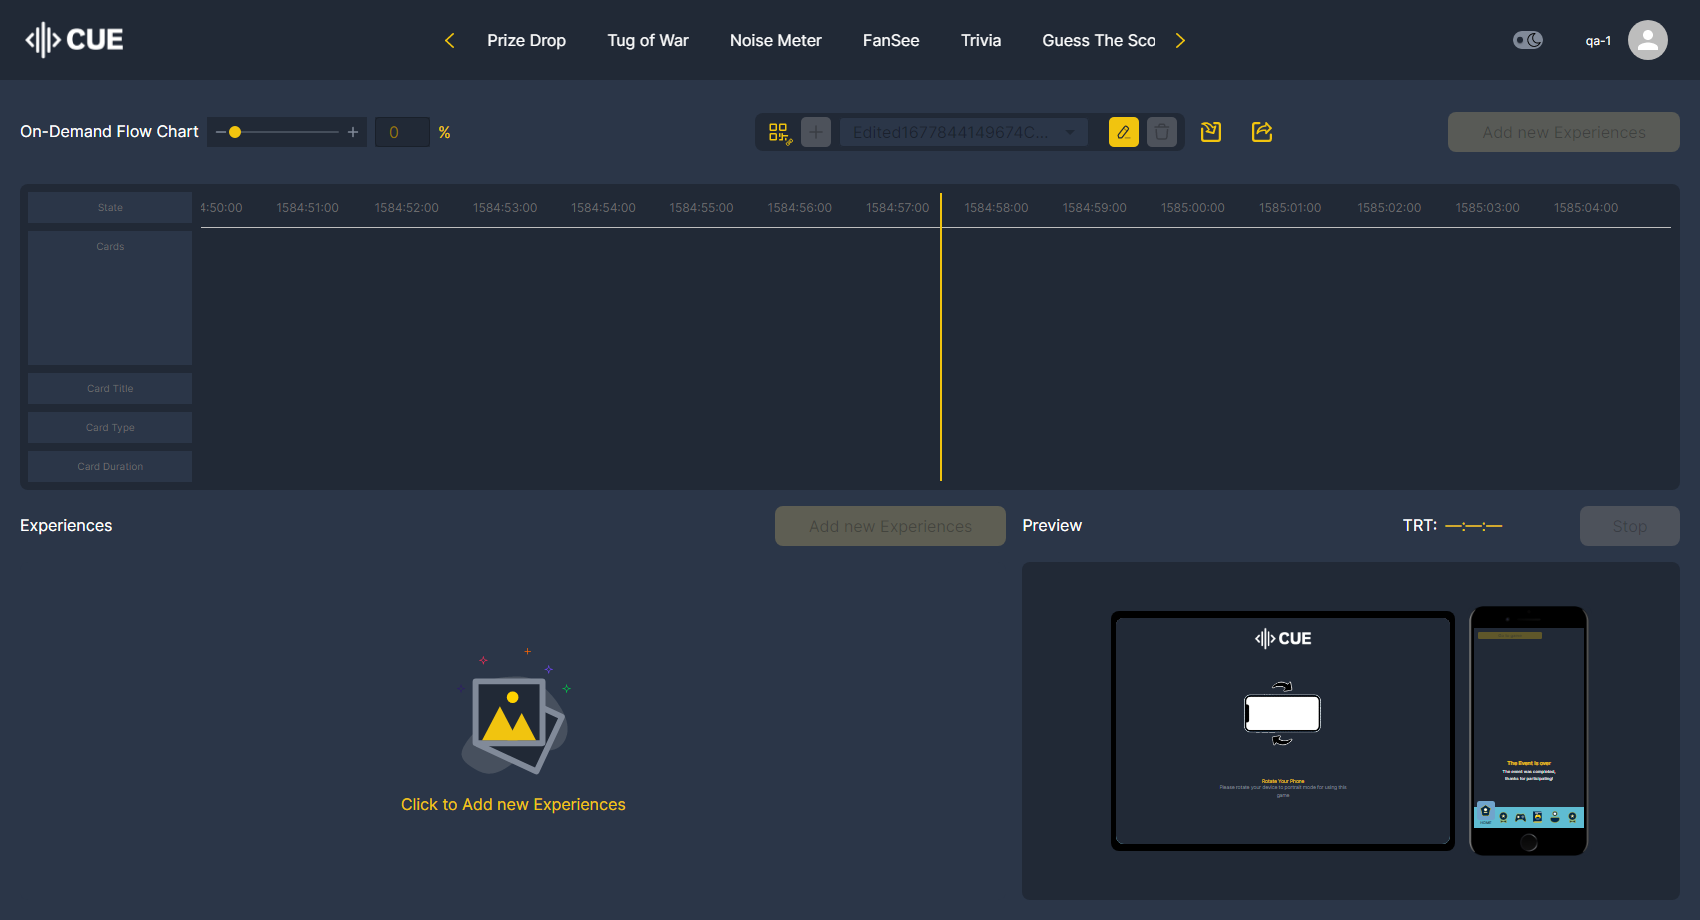 CUE
Prize Drop Tug of War Noise Meter FanSee Trivia Guess The Sco
qa-1
On-Demand Flow Chart 0 %
Edited1677844149674C...
Add new Experiences
State 4:50:00 1584:51:00 1584:52:00 1584:53:00 1584:54:00 1584:55:00 1584:56:00 1584:57:00 1584:58:00 1584:59:00 1585:00:00 1585:01:00 1585:02:00 1585:03:00 1585:04:00
Cards
Card Title
Card Type
Card Duration
Experiences
Add new Experiences
Preview
TRT: —:—:—
Stop
Click to Add new Experiences
CUE
Rotate Your Phone
Please rotate your device to portrait mode for using this
game
The Event is over
The event was completed,
thanks for participating!
HOME